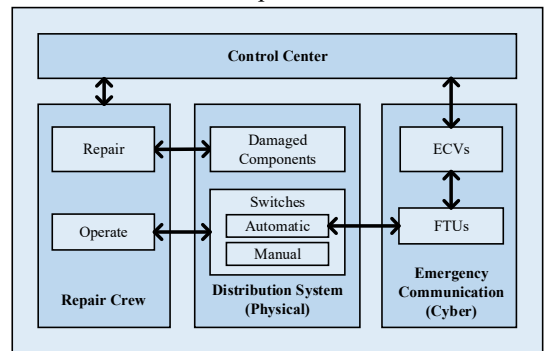 Control Center
Repair
Operate
Repair Crew
Damaged
Components
Switches
Automatic
Manual
Distribution System
(Physical)
ECVs
FTUs
Emergency
Communication
(Cyber)